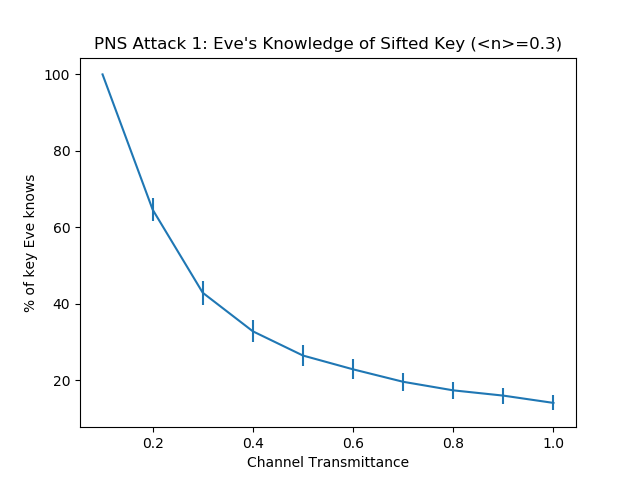 PNS Attack 1: Eve's Knowledge of Sifted Key (<n>=0.3)
% of key Eve knows
100
80
60
40
20
0.2 0.4 0.6 0.8 1.0
Channel Transmittance